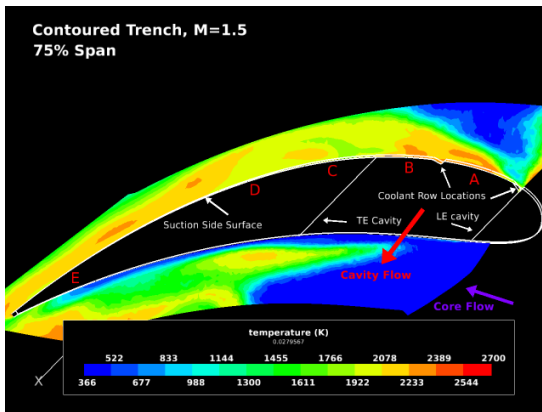 Contoured Trench, M=1.5
75% Span
C
B
A
D
Coolant Row Locations
Suction Side Surface
TE Cavity
LE cavity
E
Cavity Flow
Core Flow
temperature (K)
0.0279567
522 833 1144 1455 1766 2078 2389 2700
366 677 988 1300 1611 1922 2233 2544
X